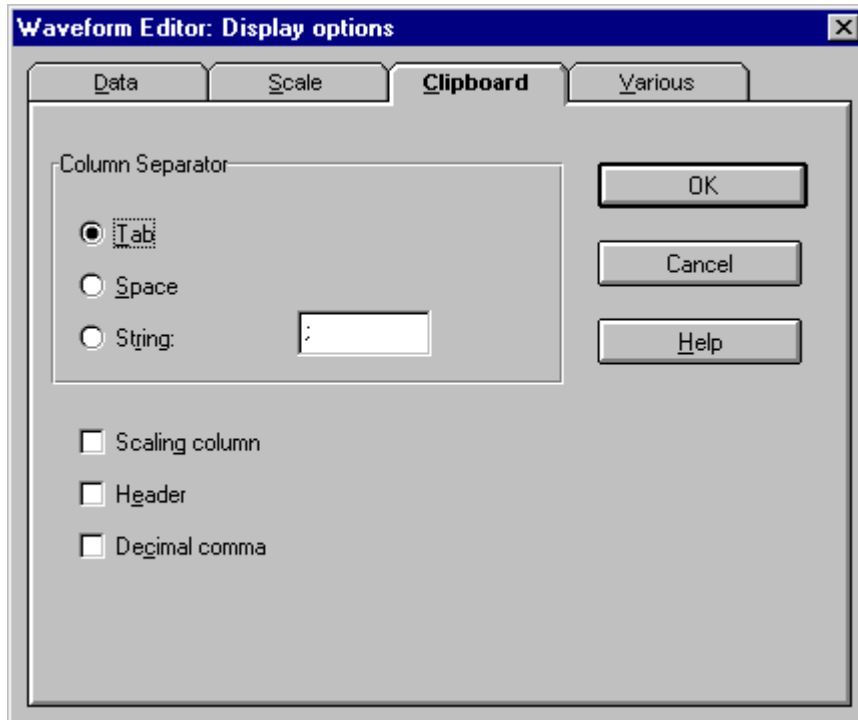 Waveform Editor: Display options
Data Scale Clipboard Various
Column Separator
Tab
Space
String: ;
OK
Cancel
Help
Scaling column
Header
Decimal comma